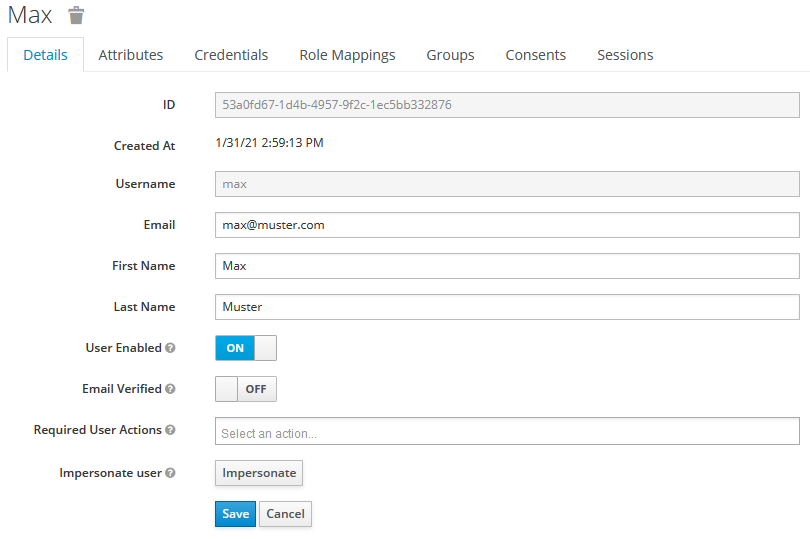 Max
Details Attributes Credentials Role Mappings Groups Consents Sessions
ID 53a0fd67-1d4b-4957-9f2c-1ec5bb332876
Created At 1/31/21 2:59:13 PM
Username max
Email max@muster.com
First Name Max
Last Name Muster
User Enabled ON
Email Verified OFF
Required User Actions Select an action...
Impersonate user Impersonate
Save Cancel